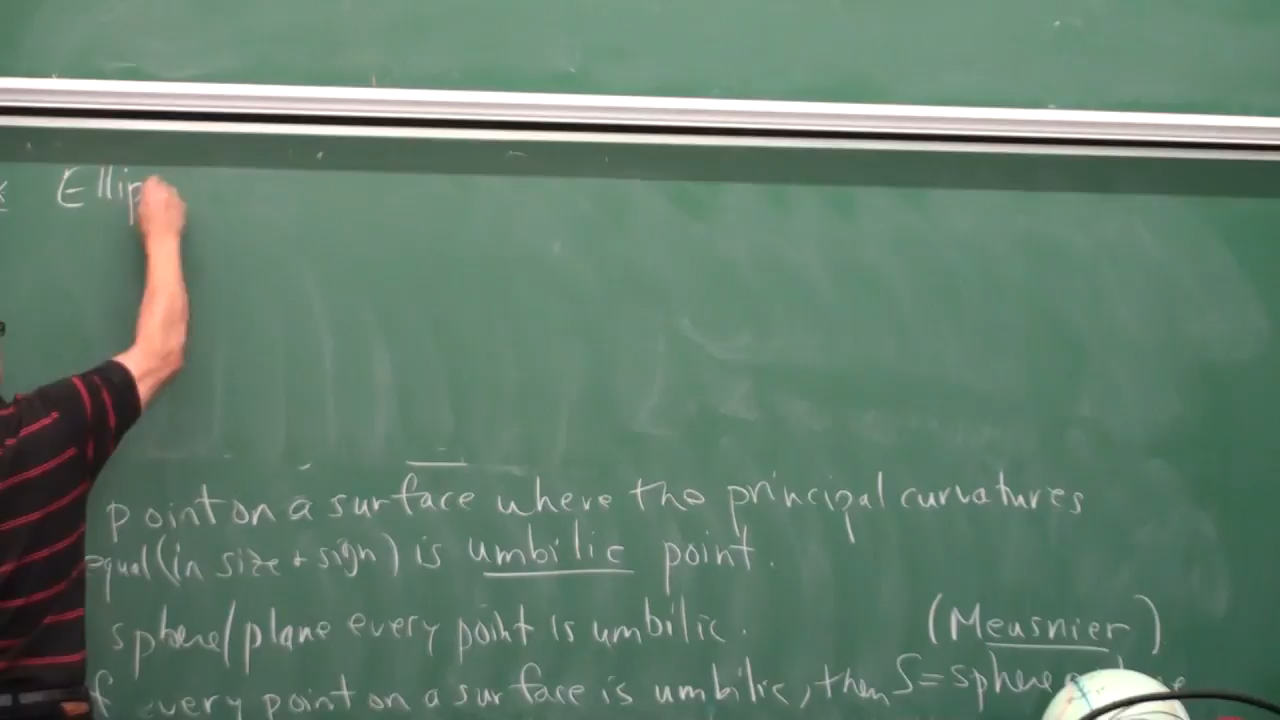 Ellip
point on a surface where the principal curvatures
equal (in size + sign) is umbilic point.
sphere/plane every point is umbilic.
(Meusnier)
every point on a surface is umbilic, then S = sphere